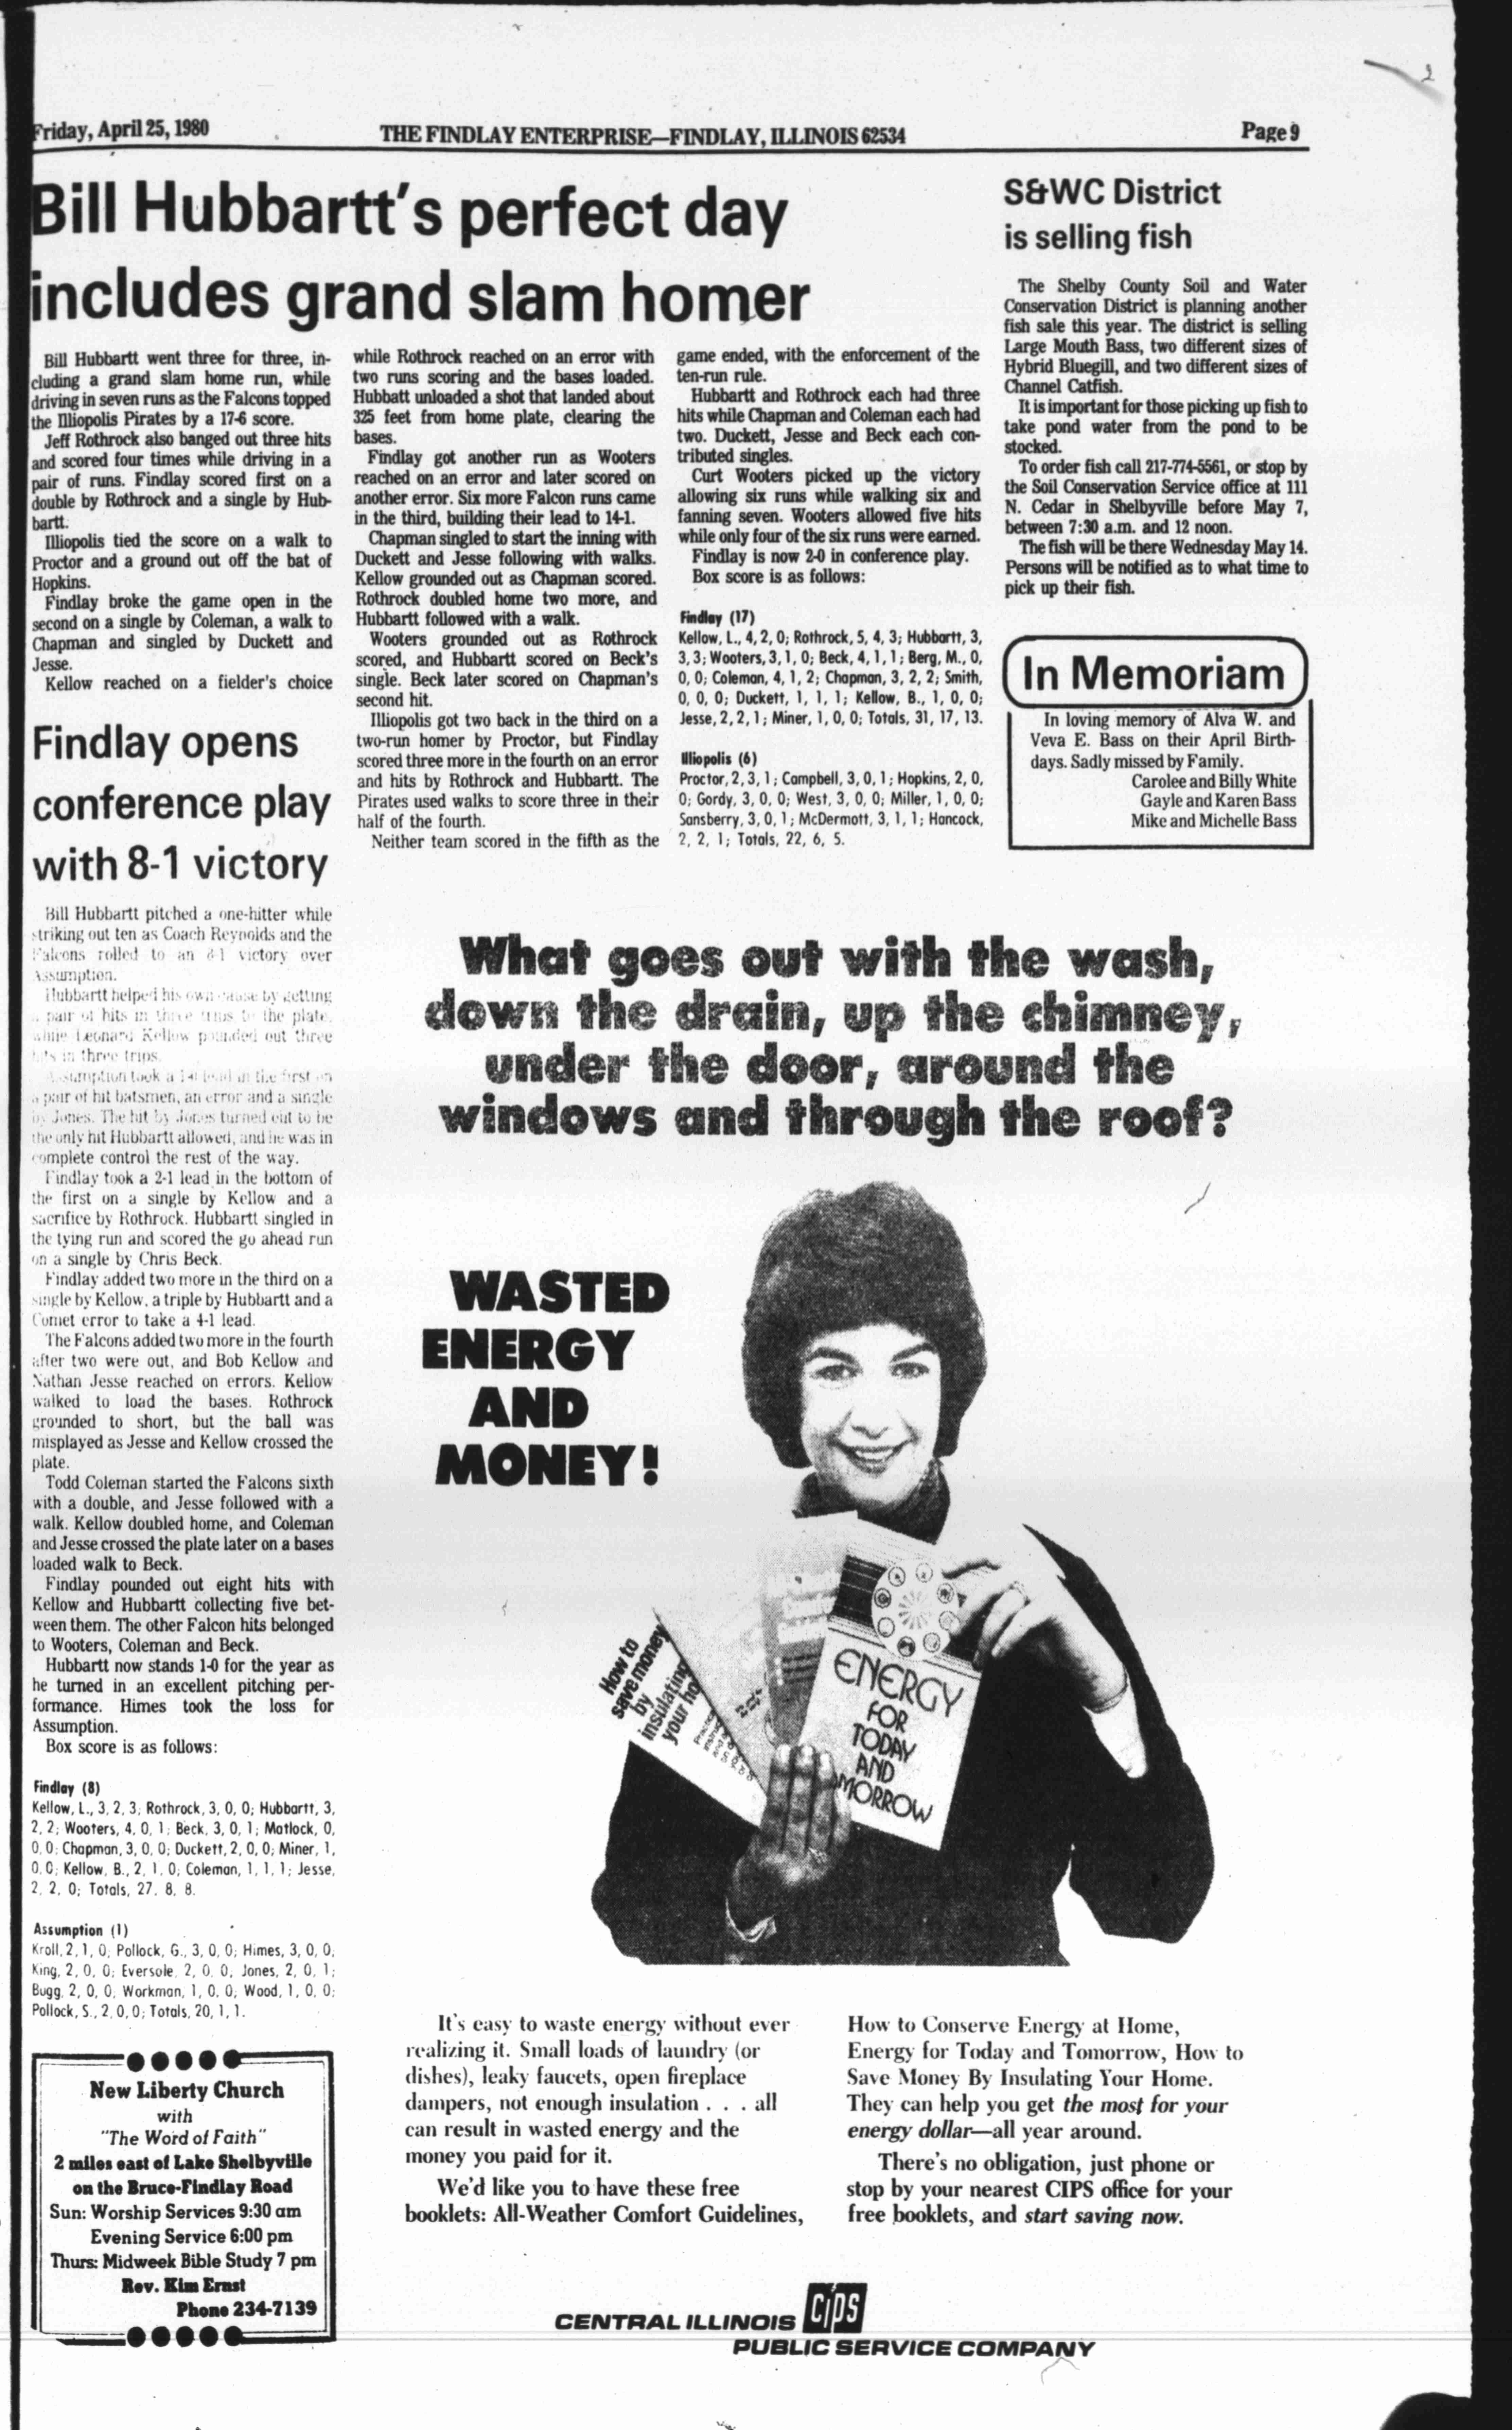 Friday, April 25, 1980
THE FINDLAY ENTERPRISE—FINDLAY, ILLINOIS 62534
Page 9
Bill Hubbartt's perfect day
includes grand slam homer
Bill Hubbartt went three for three, in-
cluding a grand slam home run, while
driving in seven runs as the Falcons topped
the Illiopolis Pirates by a 17-6 score.
Jeff Rothrock also banged out three hits
and scored four times while driving in a
pair of runs. Findlay scored first on a
double by Rothrock and a single by Hub-
bartt.
Illiopolis tied the score on a walk to
Proctor and a ground out off the bat of
Hopkins.
Findlay broke the game open in the
second on a single by Coleman, a walk to
Chapman and singled by Duckett and
Jesse.
Kellow reached on a fielder's choice
while Rothrock reached on an error with
two runs scoring and the bases loaded.
Hubbatt unloaded a shot that landed about
325 feet from home plate, clearing the
bases.
Findlay got another run as Wooters
reached on an error and later scored on
another error. Six more Falcon runs came
in the third, building their lead to 14-1.
Chapman singled to start the inning with
Duckett and Jesse following with walks.
Kellow grounded out as Chapman scored.
Rothrock doubled home two more, and
Hubbartt followed with a walk.
Wooters grounded out as Rothrock
scored, and Hubbartt scored on Beck's
single. Beck later scored on Chapman's
second hit.
Illiopolis got two back in the third on a
two-run homer by Proctor, but Findlay
scored three more in the fourth on an error
and hits by Rothrock and Hubbartt. The
Pirates used walks to score three in their
half of the fourth.
Neither team scored in the fifth as the
game ended, with the enforcement of the
ten-run rule.
Hubbartt and Rothrock each had three
hits while Chapman and Coleman each had
two. Duckett, Jesse and Beck each con-
tributed singles.
Curt Wooters picked up the victory
allowing six runs while walking six and
fanning seven. Wooters allowed five hits
while only four of the six runs were earned.
Findlay is now 2-0 in conference play.
Box score is as follows:
Findlay (17)
Kellow, L., 4, 2, 0; Rothrock, 5, 4, 3; Hubbartt, 3,
3, 3; Wooters, 3, 1, 0; Beck, 4, 1, 1; Berg, M., 0,
0, 0; Coleman, 4, 1, 2; Chapman, 3, 2, 2; Smith,
0, 0, 0; Duckett, 1, 1, 1; Kellow, B., 1, 0, 0;
Jesse, 2, 2, 1; Miner, 1, 0, 0; Totals, 31, 17, 13.
Illiopolis (6)
Proctor, 2, 3, 1; Campbell, 3, 0, 1; Hopkins, 2, 0,
0; Gordy, 3, 0, 0; West, 3, 0, 0; Miller, 1, 0, 0;
Sansberry, 3, 0, 1; McDermott, 3, 1, 1; Hancock,
2, 2, 1; Totals, 22, 6, 5.
S&WC District
is selling fish
The Shelby County Soil and Water
Conservation District is planning another
fish sale this year. The district is selling
Large Mouth Bass, two different sizes of
Hybrid Bluegill, and two different sizes of
Channel Catfish.
It is important for those picking up fish to
take pond water from the pond to be
stocked.
To order fish call 217-774-5561, or stop by
the Soil Conservation Service office at 111
N. Cedar in Shelbyville before May 7,
between 7:30 a.m. and 12 noon.
The fish will be there Wednesday May 14.
Persons will be notified as to what time to
pick up their fish.
In Memoriam
In loving memory of Alva W. and
Veva E. Bass on their April Birth-
days. Sadly missed by Family.
Carolee and Billy White
Gayle and Karen Bass
Mike and Michelle Bass
Findlay opens
conference play
with 8-1 victory
Bill Hubbartt pitched a one-hitter while
striking out ten as Coach Reynolds and the
Falcons rolled to an 8-1 victory over
Assumption.
Hubbartt helped his own cause by getting
a pair of hits in three trips to the plate,
while Leonard Kellow pounded out three
hits in three trips.
Assumption took a 1-0 lead in the first on
a pair of hit batsmen, an error and a single
by Jones. The hit by Jones turned out to be
the only hit Hubbartt allowed, and he was in
complete control the rest of the way.
Findlay took a 2-1 lead in the bottom of
the first on a single by Kellow and a
sacrifice by Rothrock. Hubbartt singled in
the tying run and scored the go ahead run
on a single by Chris Beck.
Findlay added two more in the third on a
single by Kellow, a triple by Hubbartt and a
Comet error to take a 4-1 lead.
The Falcons added two more in the fourth
after two were out, and Bob Kellow and
Nathan Jesse reached on errors. Kellow
walked to load the bases. Rothrock
grounded to short, but the ball was
misplayed as Jesse and Kellow crossed the
plate.
Todd Coleman started the Falcons sixth
with a double, and Jesse followed with a
walk. Kellow doubled home, and Coleman
and Jesse crossed the plate later on a bases
loaded walk to Beck.
Findlay pounded out eight hits with
Kellow and Hubbartt collecting five bet-
ween them. The other Falcon hits belonged
to Wooters, Coleman and Beck.
Hubbartt now stands 1-0 for the year as
he turned in an excellent pitching per-
formance. Himes took the loss for
Assumption.
Box score is as follows:
Findlay (8)
Kellow, L., 3, 2, 3; Rothrock, 3, 0, 0; Hubbartt, 3,
2, 2; Wooters, 4, 0, 1; Beck, 3, 0, 1; Matlock, 0,
0, 0; Chapman, 3, 0, 0; Duckett, 2, 0, 0; Miner, 1,
0, 0; Kellow, B., 2, 1, 0; Coleman, 1, 1, 1; Jesse,
2, 2, 0; Totals, 27, 8, 8.
Assumption (1)
Kroll, 2, 1, 0; Pollock, G., 3, 0, 0; Himes, 3, 0, 0;
King, 2, 0, 0; Eversole, 2, 0, 0, Jones, 2, 0, 1;
Bugg, 2, 0, 0, Workman, 1, 0, 0; Wood, 1, 0, 0;
Pollock, S., 2, 0, 0; Totals, 20, 1, 1.
New Liberty Church
with
"The Word of Faith"
2 miles east of Lake Shelbyville
on the Bruce-Findlay Road
Sun: Worship Services 9:30 am
Evening Service 6:00 pm
Thurs: Midweek Bible Study 7 pm
Rev. Kim Ernst
Phone 234-7139
What goes out with the wash,
down the drain, up the chimney,
under the door, around the
windows and through the roof?
WASTED
ENERGY
AND
MONEY!
How to
save money
by
insulating
your ho
ENERGY
FOR
TODAY
AND
MORROW
It's easy to waste energy without ever
realizing it. Small loads of laundry (or
dishes), leaky faucets, open fireplace
dampers, not enough insulation . . . all
can result in wasted energy and the
money you paid for it.
We'd like you to have these free
booklets: All-Weather Comfort Guidelines,
How to Conserve Energy at Home,
Energy for Today and Tomorrow, How to
Save Money By Insulating Your Home.
They can help you get the most for your
energy dollar—all year around.
There's no obligation, just phone or
stop by your nearest CIPS office for your
free booklets, and start saving now.
CENTRAL ILLINOIS CIPS
PUBLIC SERVICE COMPANY